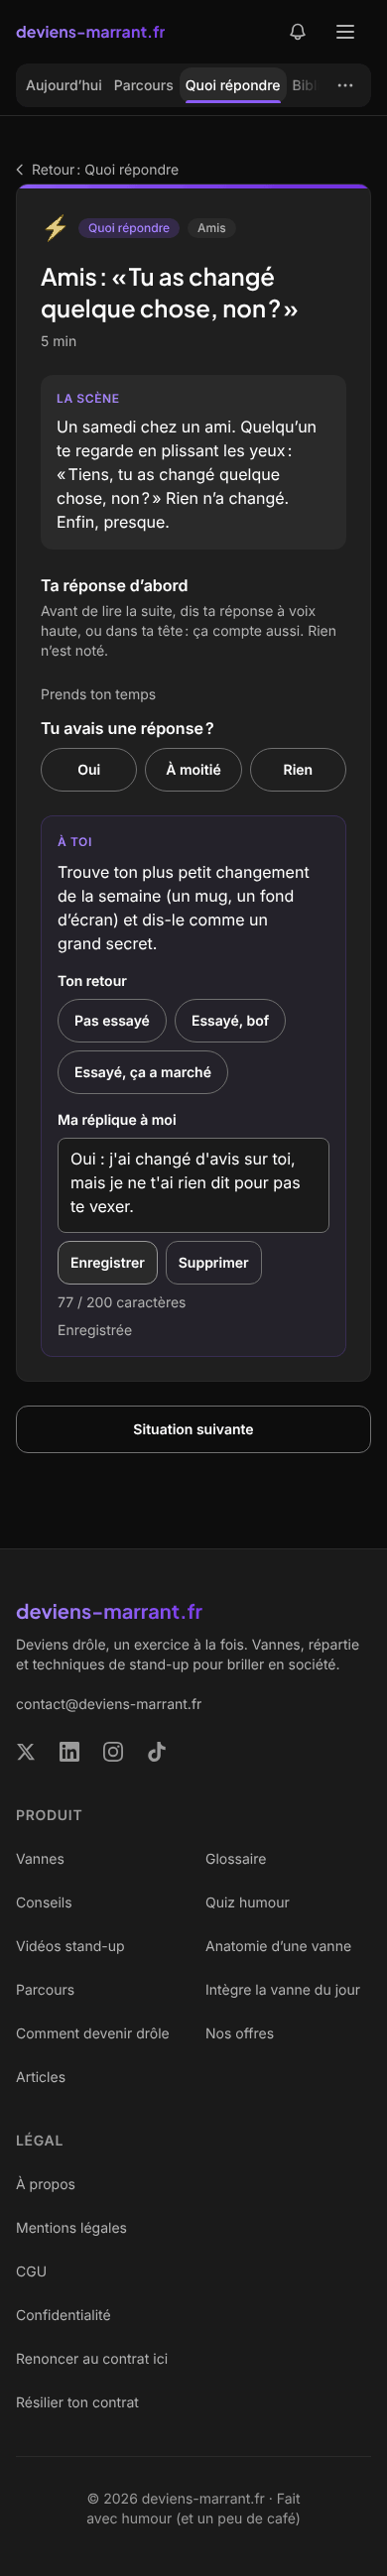 deviens-marrant.fr
Aujourd’hui Parcours Quoi répondre
Retour : Quoi répondre
Quoi répondre Amis
Amis : « Tu as changé
quelque chose, non ? »
5 min
LA SCÈNE
Un samedi chez un ami. Quelqu’un
te regarde en plissant les yeux :
« Tiens, tu as changé quelque
chose, non ? » Rien n’a changé.
Enfin, presque.
Ta réponse d’abord
Avant de lire la suite, dis ta réponse à voix
haute, ou dans ta tête : ça compte aussi. Rien
n’est noté.
Prends ton temps
Tu avais une réponse ?
Oui À moitié Rien
À TOI
Trouve ton plus petit changement
de la semaine (un mug, un fond
d’écran) et dis-le comme un
grand secret.
Ton retour
Pas essayé Essayé, bof
Essayé, ça a marché
Ma réplique à moi
Oui : j'ai changé d'avis sur toi,
mais je ne t'ai rien dit pour pas
te vexer.
Enregistrer Supprimer
77 / 200 caractères
Enregistrée
Situation suivante
deviens-marrant.fr
Deviens drôle, un exercice à la fois. Vannes, répartie
et techniques de stand-up pour briller en société.
contact@deviens-marrant.fr
PRODUIT
Vannes Glossaire
Conseils Quiz humour
Vidéos stand-up Anatomie d’une vanne
Parcours Intègre la vanne du jour
Comment devenir drôle Nos offres
Articles
LÉGAL
À propos
Mentions légales
CGU
Confidentialité
Renoncer au contrat ici
Résilier ton contrat
© 2026 deviens-marrant.fr · Fait
avec humour (et un peu de café)